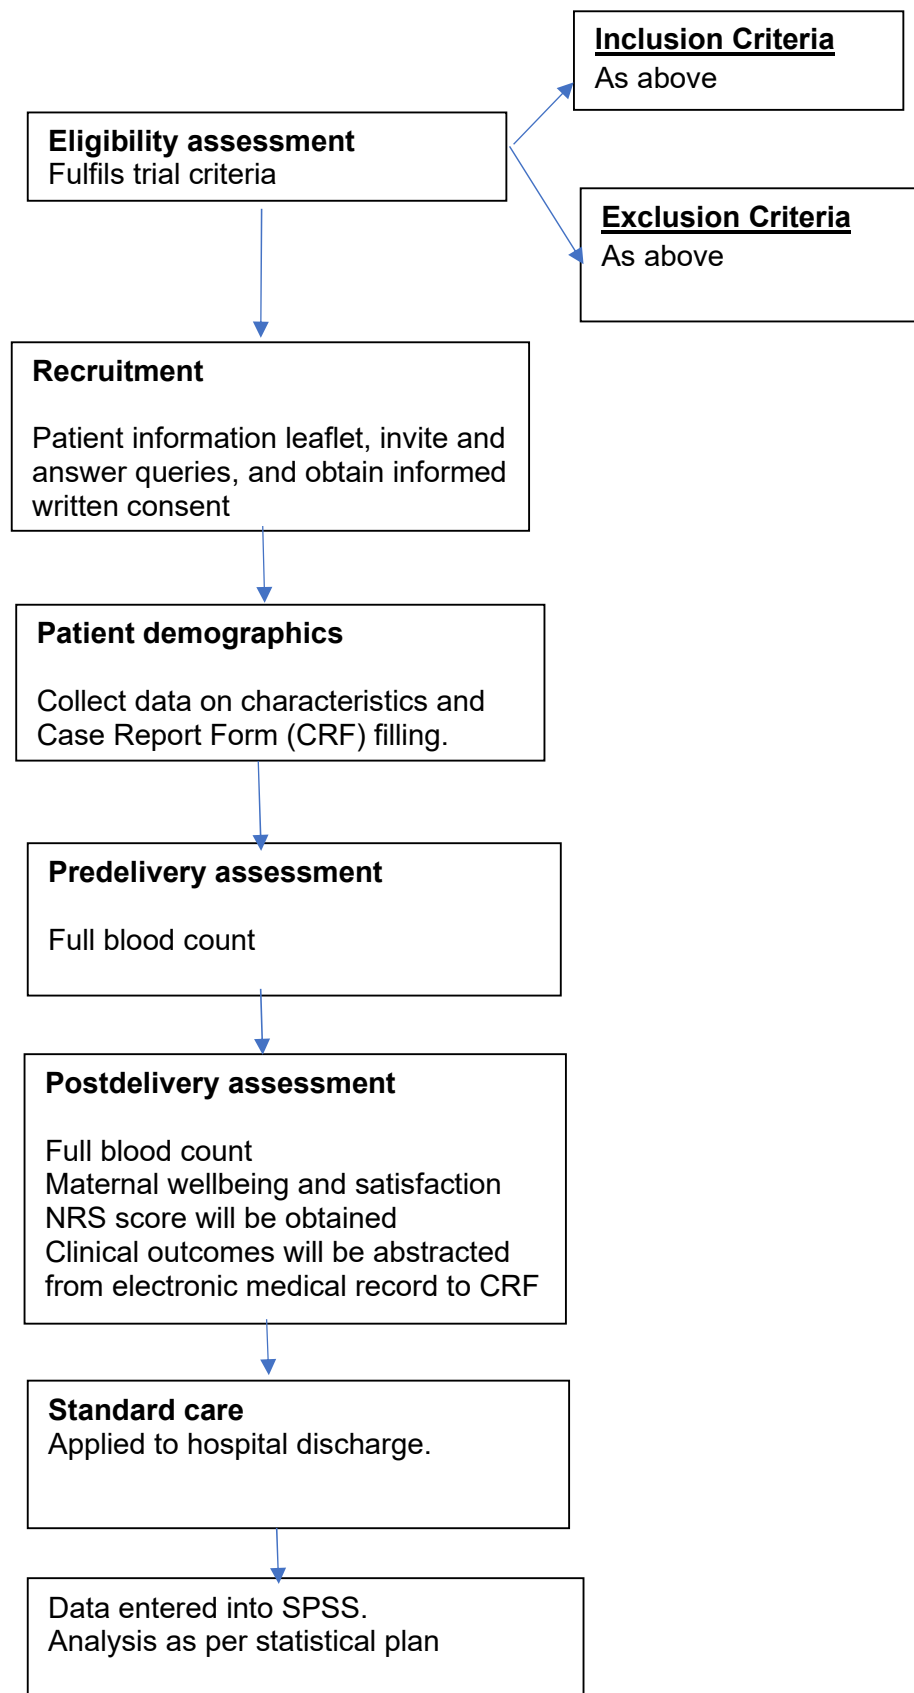 Inclusion Criteria
As above
Eligibility assessment
Fulfils trial criteria
Exclusion Criteria
As above
Recruitment
Patient information leaflet, invite and
answer queries, and obtain informed
written consent
Patient demographics
Collect data on characteristics and
Case Report Form (CRF) filling.
Predelivery assessment
Full blood count
Postdelivery assessment
Full blood count
Maternal wellbeing and satisfaction
NRS score will be obtained
Clinical outcomes will be abstracted
from electronic medical record to CRF
Standard care
Applied to hospital discharge.
Data entered into SPSS.
Analysis as per statistical plan